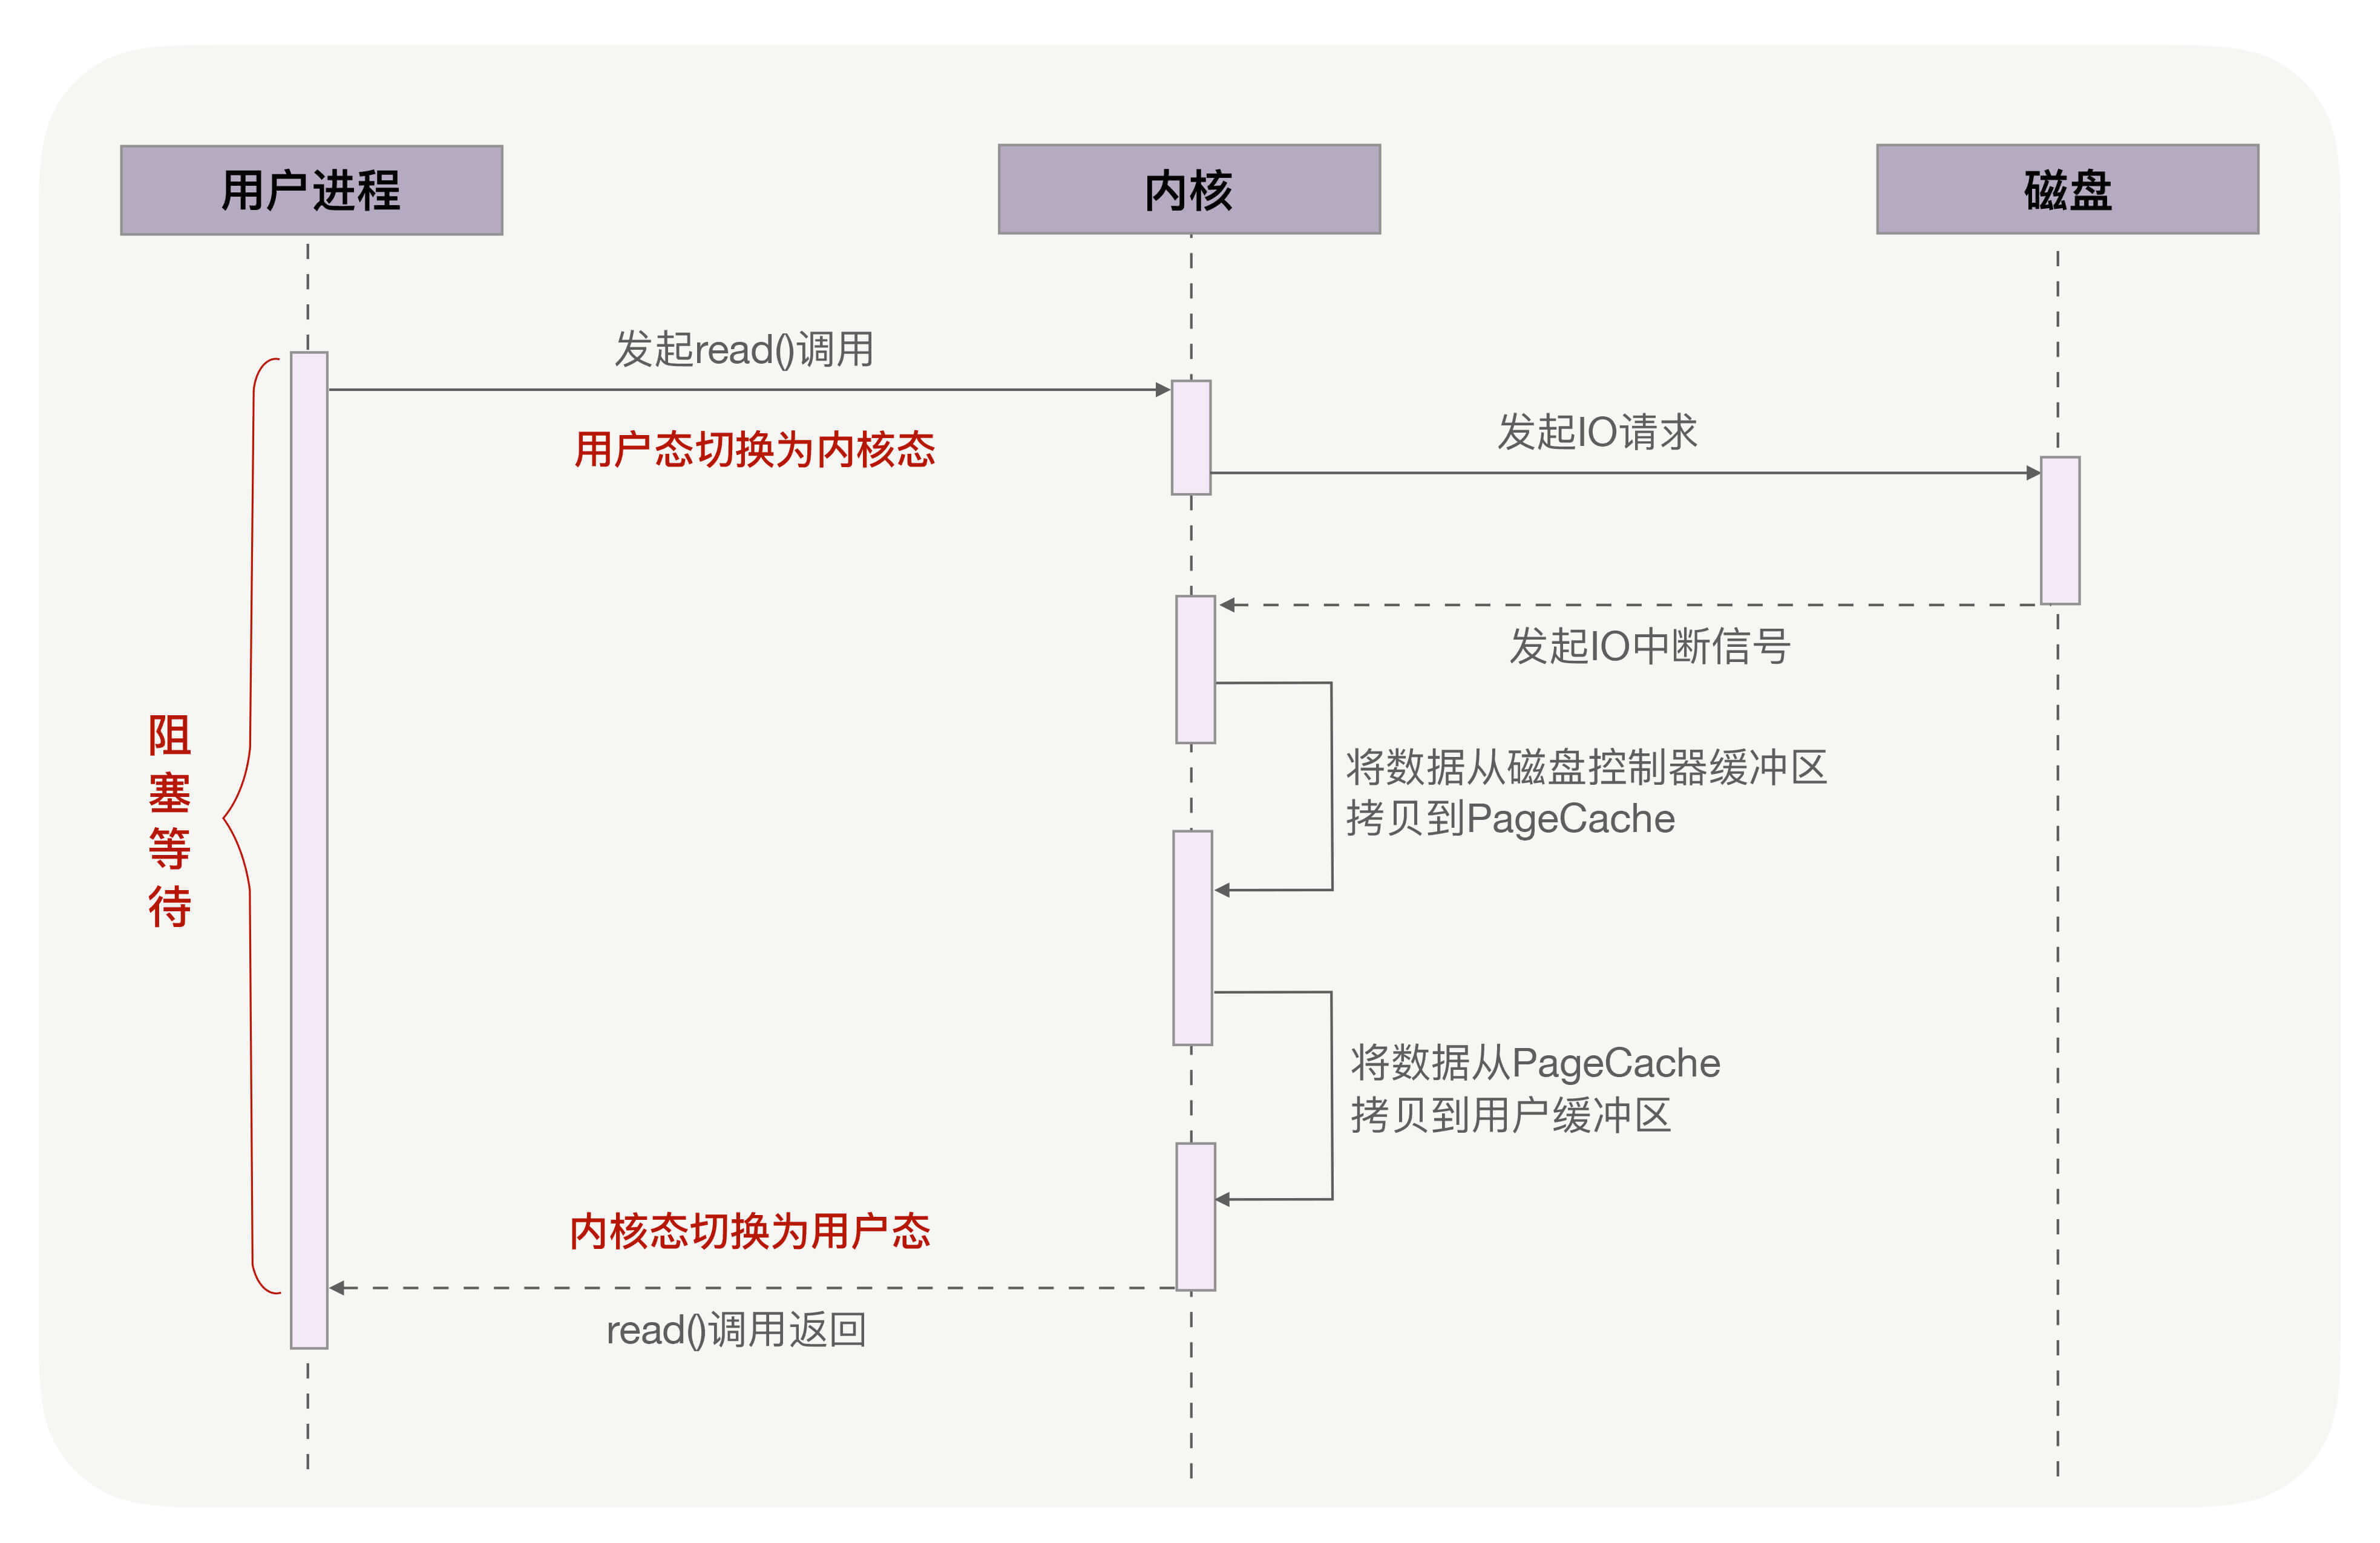 用户进程
内核
磁盘
发起read()调用
用户态切换为内核态
发起IO请求
发起IO中断信号
阻
塞
等
待
将数据从磁盘控制器缓冲区
拷贝到PageCache
将数据从PageCache
拷贝到用户缓冲区
内核态切换为用户态
read()调用返回